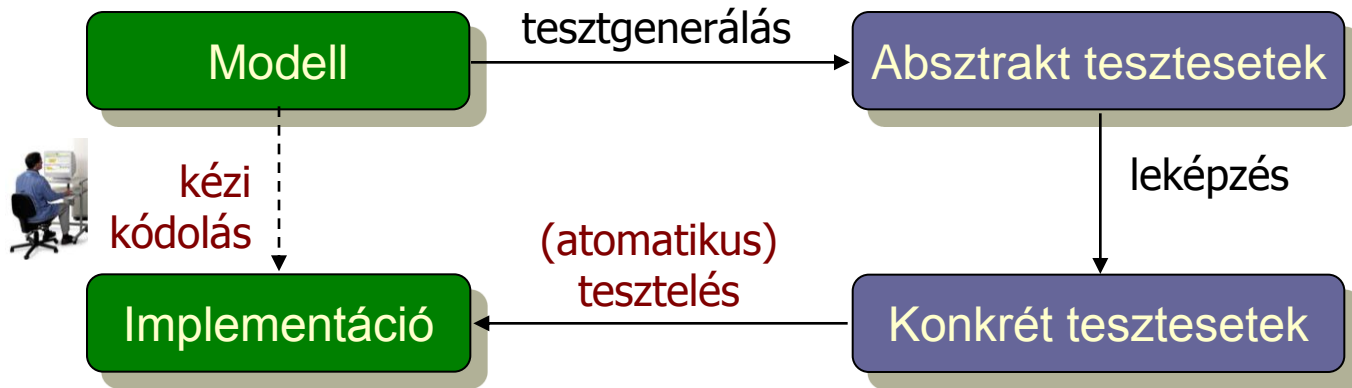 tesztgenerálás
Modell
Absztrakt tesztesetek
kézi
kódolás
leképzés
(atomatikus)
tesztelés
Implementáció
Konkrét tesztesetek